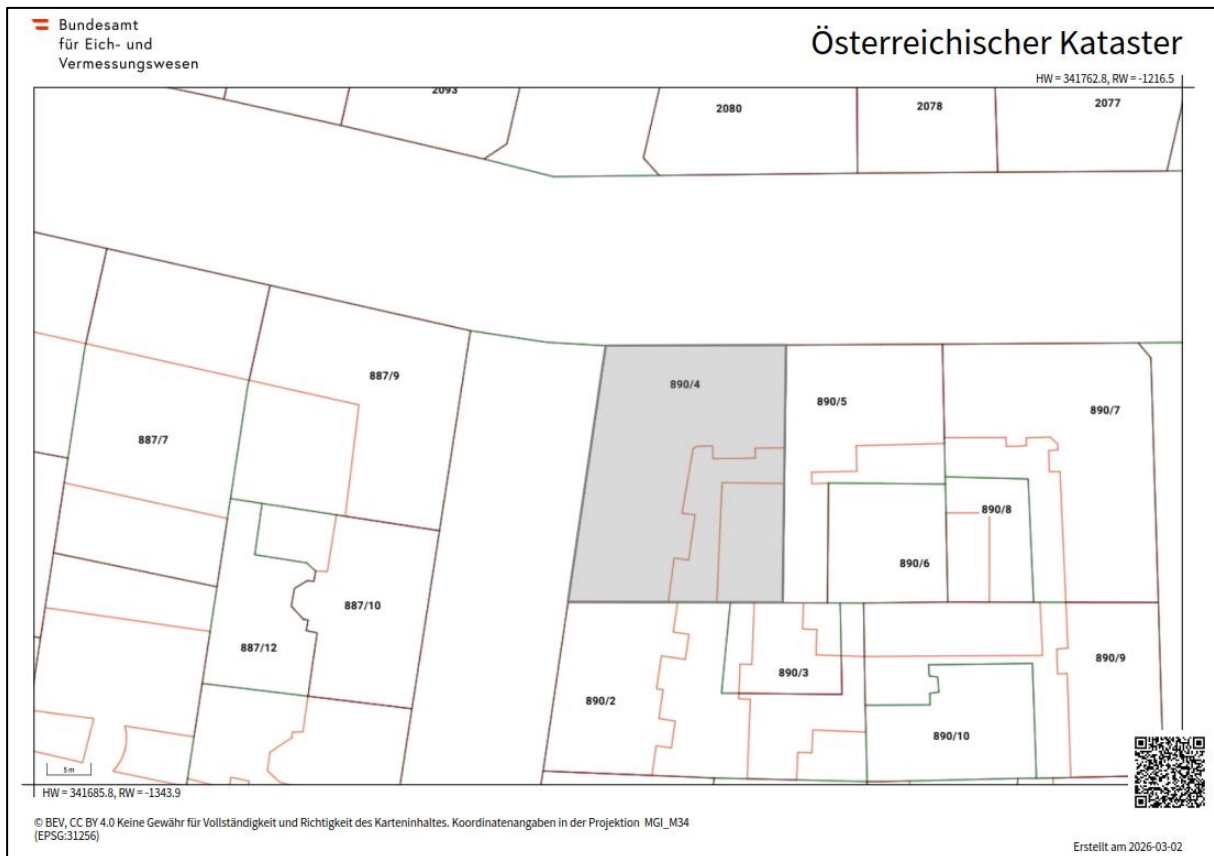 Bundesamt
für Eich- und
Vermessungswesen
Österreichischer Kataster
HW = 341762.8, RW = -1216.5
2093
2080
2078
2077
887/9
890/4
890/5
890/7
887/7
890/8
890/6
887/10
887/12
890/3
890/9
890/2
890/10
5 m
HW = 341685.8, RW = -1343.9
© BEV, CC BY 4.0 Keine Gewähr für Vollständigkeit und Richtigkeit des Karteninhaltes. Koordinatenangaben in der Projektion MGI_M34
(EPSG:31256)
Erstellt am 2026-03-02